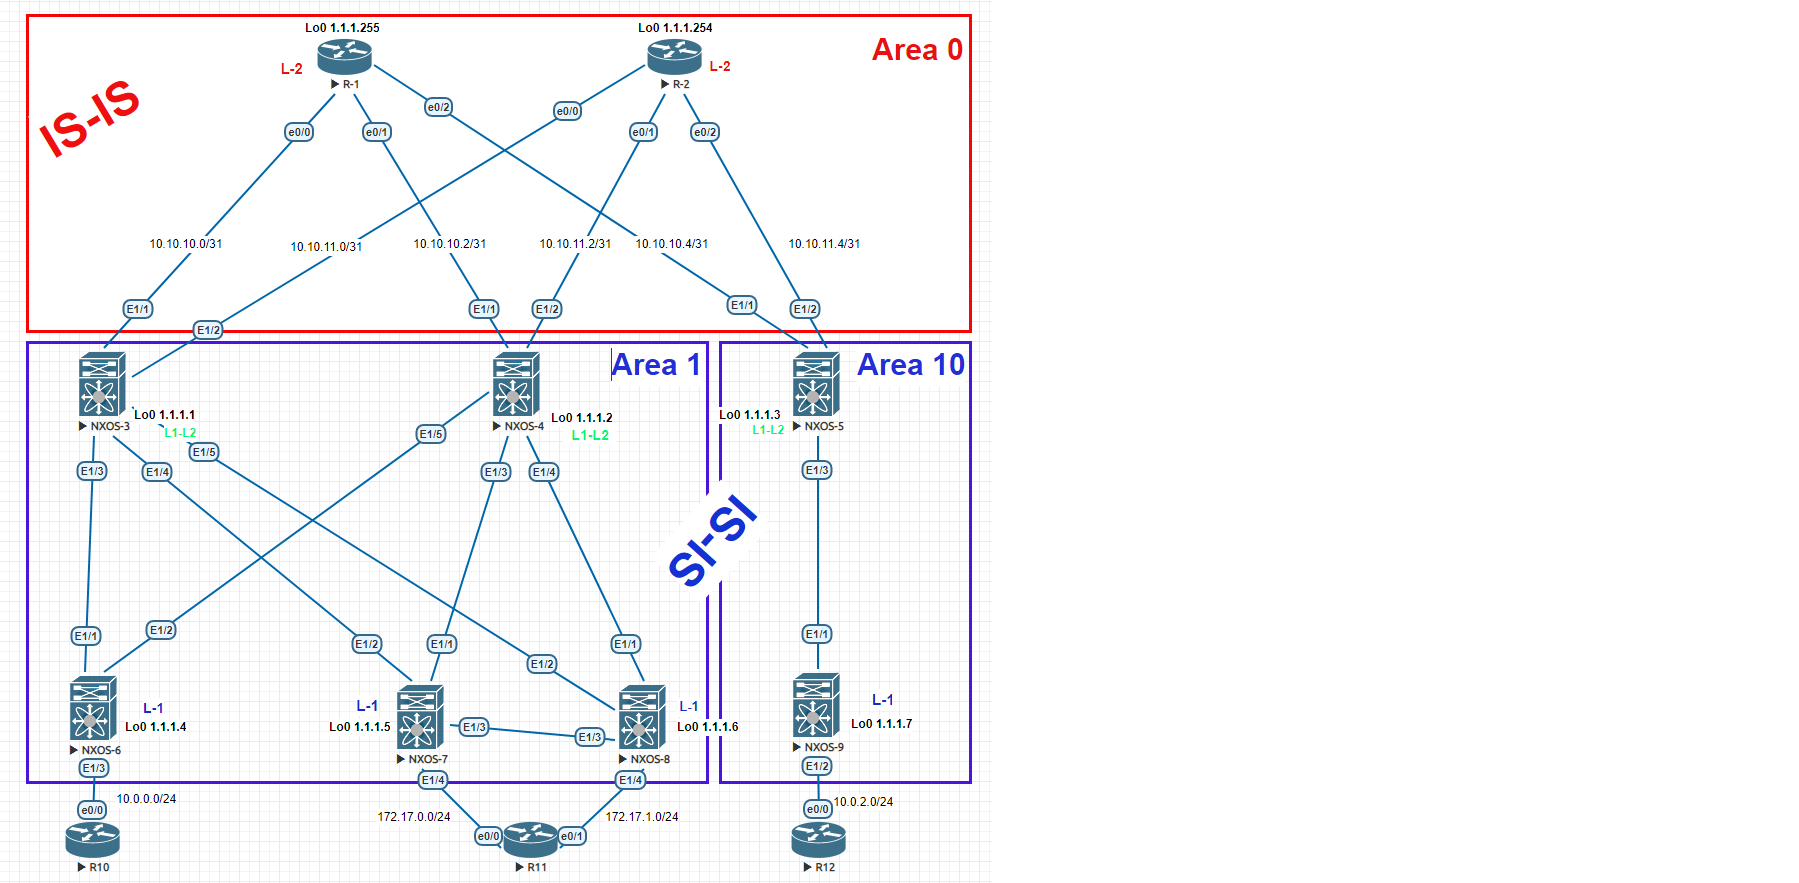 Lo0 1.1.1.255
Lo0 1.1.1.254
Area 0
L-2
L-2
R-1
R-2
IS-IS
e0/0
e0/1
e0/2
e0/0
e0/1
e0/2
10.10.10.0/31
10.10.11.0/31
10.10.10.2/31
10.10.11.2/31
10.10.10.4/31
10.10.11.4/31
E1/1
E1/2
E1/1
E1/2
E1/1
E1/2
Area 1
Area 10
Lo0 1.1.1.1
NXOS-3
L1-L2
Lo0 1.1.1.2
NXOS-4
L1-L2
Lo0 1.1.1.3
NXOS-5
L1-L2
E1/3
E1/4
E1/5
E1/5
E1/3
E1/4
E1/3
SI-SI
E1/1
E1/2
E1/2
E1/1
E1/2
E1/1
E1/1
L-1
Lo0 1.1.1.4
NXOS-6
L-1
Lo0 1.1.1.5
NXOS-7
E1/3
E1/3
L-1
Lo0 1.1.1.6
NXOS-8
L-1
Lo0 1.1.1.7
NXOS-9
E1/3
E1/4
E1/4
E1/2
10.0.0.0/24
172.17.0.0/24
172.17.1.0/24
10.0.2.0/24
e0/0
e0/0
e0/1
e0/0
R10
R11
R12